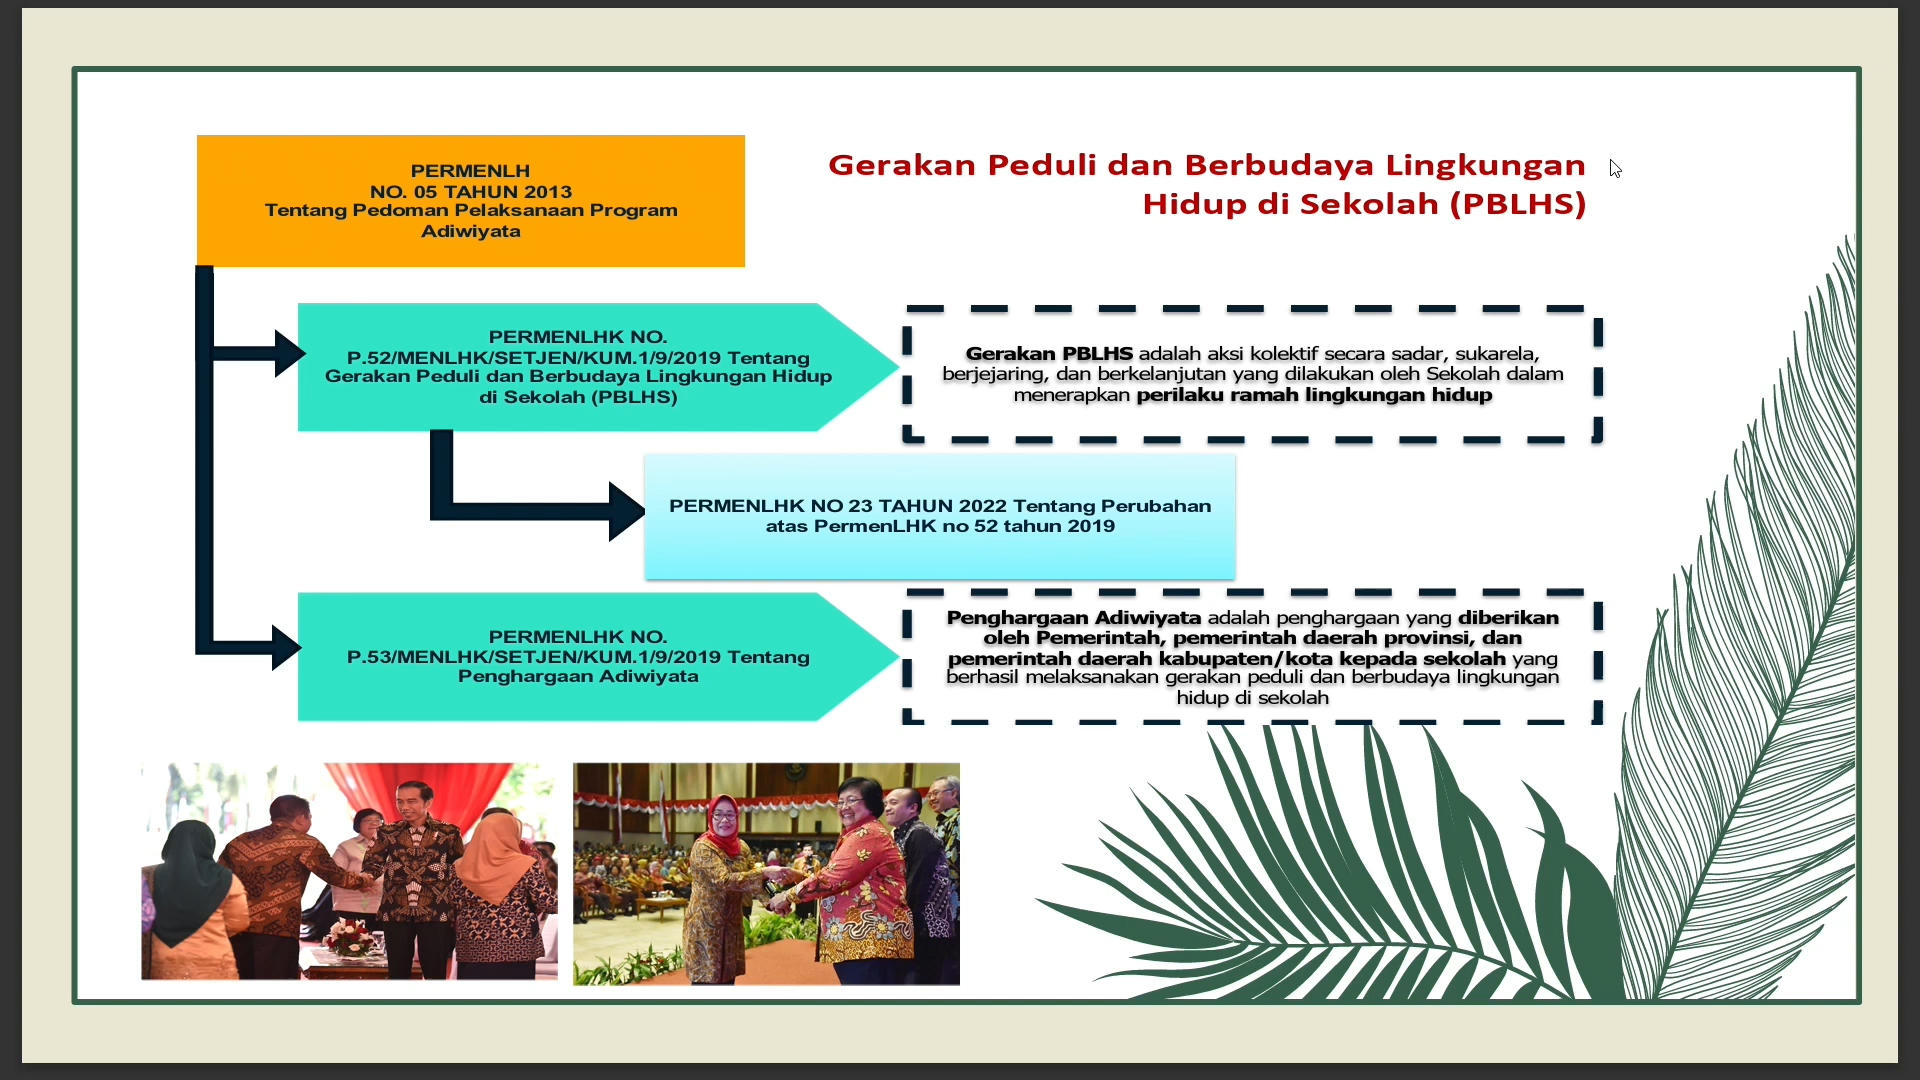 PERMENLH
NO. 05 TAHUN 2013
Tentang Pedoman Pelaksanaan Program
Adiwiyata
Gerakan Peduli dan Berbudaya Lingkungan
Hidup di Sekolah (PBLHS)
PERMENLHK NO.
P.52/MENLHK/SETJEN/KUM.1/9/2019 Tentang
Gerakan Peduli dan Berbudaya Lingkungan Hidup
di Sekolah (PBLHS)
Gerakan PBLHS adalah aksi kolektif secara sadar, sukarela,
berjejaring, dan berkelanjutan yang dilakukan oleh Sekolah dalam
menerapkan perilaku ramah lingkungan hidup
PERMENLHK NO 23 TAHUN 2022 Tentang Perubahan
atas PermenLHK no 52 tahun 2019
PERMENLHK NO.
P.53/MENLHK/SETJEN/KUM.1/9/2019 Tentang
Penghargaan Adiwiyata
Penghargaan Adiwiyata adalah penghargaan yang diberikan
oleh Pemerintah, pemerintah daerah provinsi, dan
pemerintah daerah kabupaten/kota kepada sekolah yang
berhasil melaksanakan gerakan peduli dan berbudaya lingkungan
hidup di sekolah